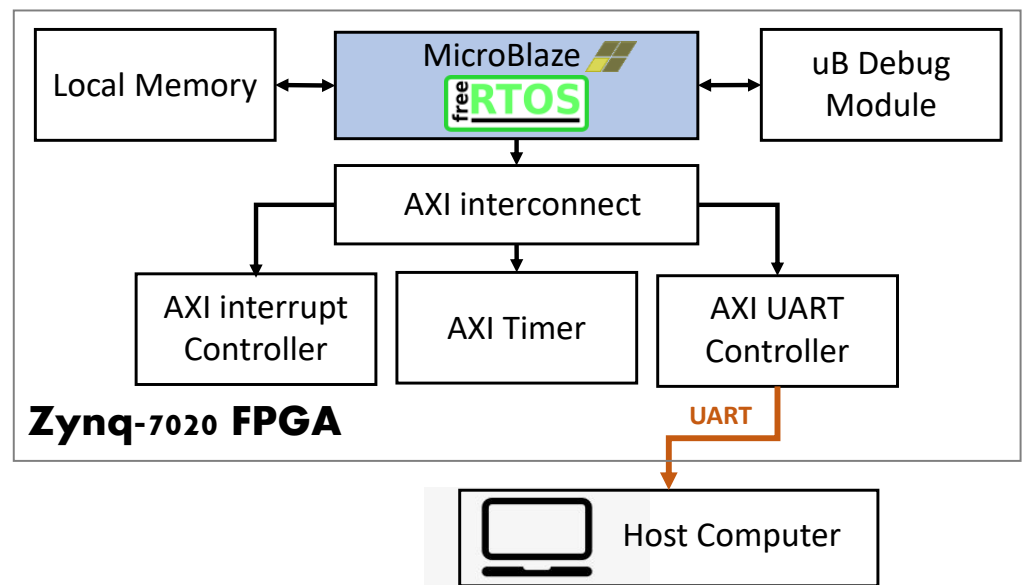 Local Memory
MicroBlaze
free RTOS
uB Debug
Module
AXI interconnect
AXI interrupt
Controller
AXI Timer
AXI UART
Controller
Zynq-7020 FPGA
UART
Host Computer